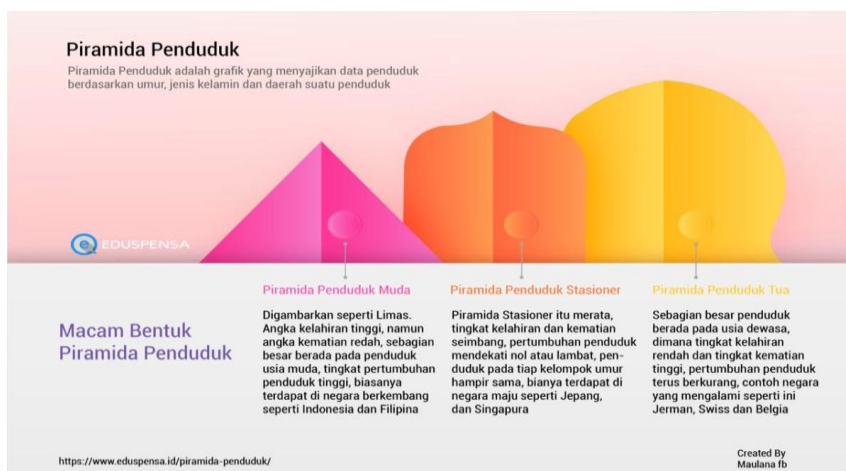 Piramida Penduduk
Piramida Penduduk adalah grafik yang menyajikan data penduduk
berdasarkan umur, jenis kelamin dan daerah suatu penduduk
EDUSPENSA
Macam Bentuk
Piramida Penduduk
Piramida Penduduk Muda
Digambarkan seperti Limas.
Angka kelahiran tinggi, namun
angka kematian redah, sebagian
besar berada pada penduduk
usia muda, tingkat pertumbuhan
penduduk tinggi, biasanya
terdapat di negara berkembang
seperti Indonesia dan Filipina
Piramida Penduduk Stasioner
Piramida Stasioner itu merata,
tingkat kelahiran dan kematian
seimbang, pertumbuhan penduduk
mendekati nol atau lambat, pen-
duduk pada tiap kelompok umur
hampir sama, bianya terdapat di
negara maju seperti Jepang,
dan Singapura
Piramida Penduduk Tua
Sebagian besar penduduk
berada pada usia dewasa,
dimana tingkat kelahiran
rendah dan tingkat kematian
tinggi, pertumbuhan penduduk
terus berkurang, contoh negara
yang mengalami seperti ini
Jerman, Swiss dan Belgia
https://www.eduspensa.id/piramida-penduduk/
Created By
Maulana fb